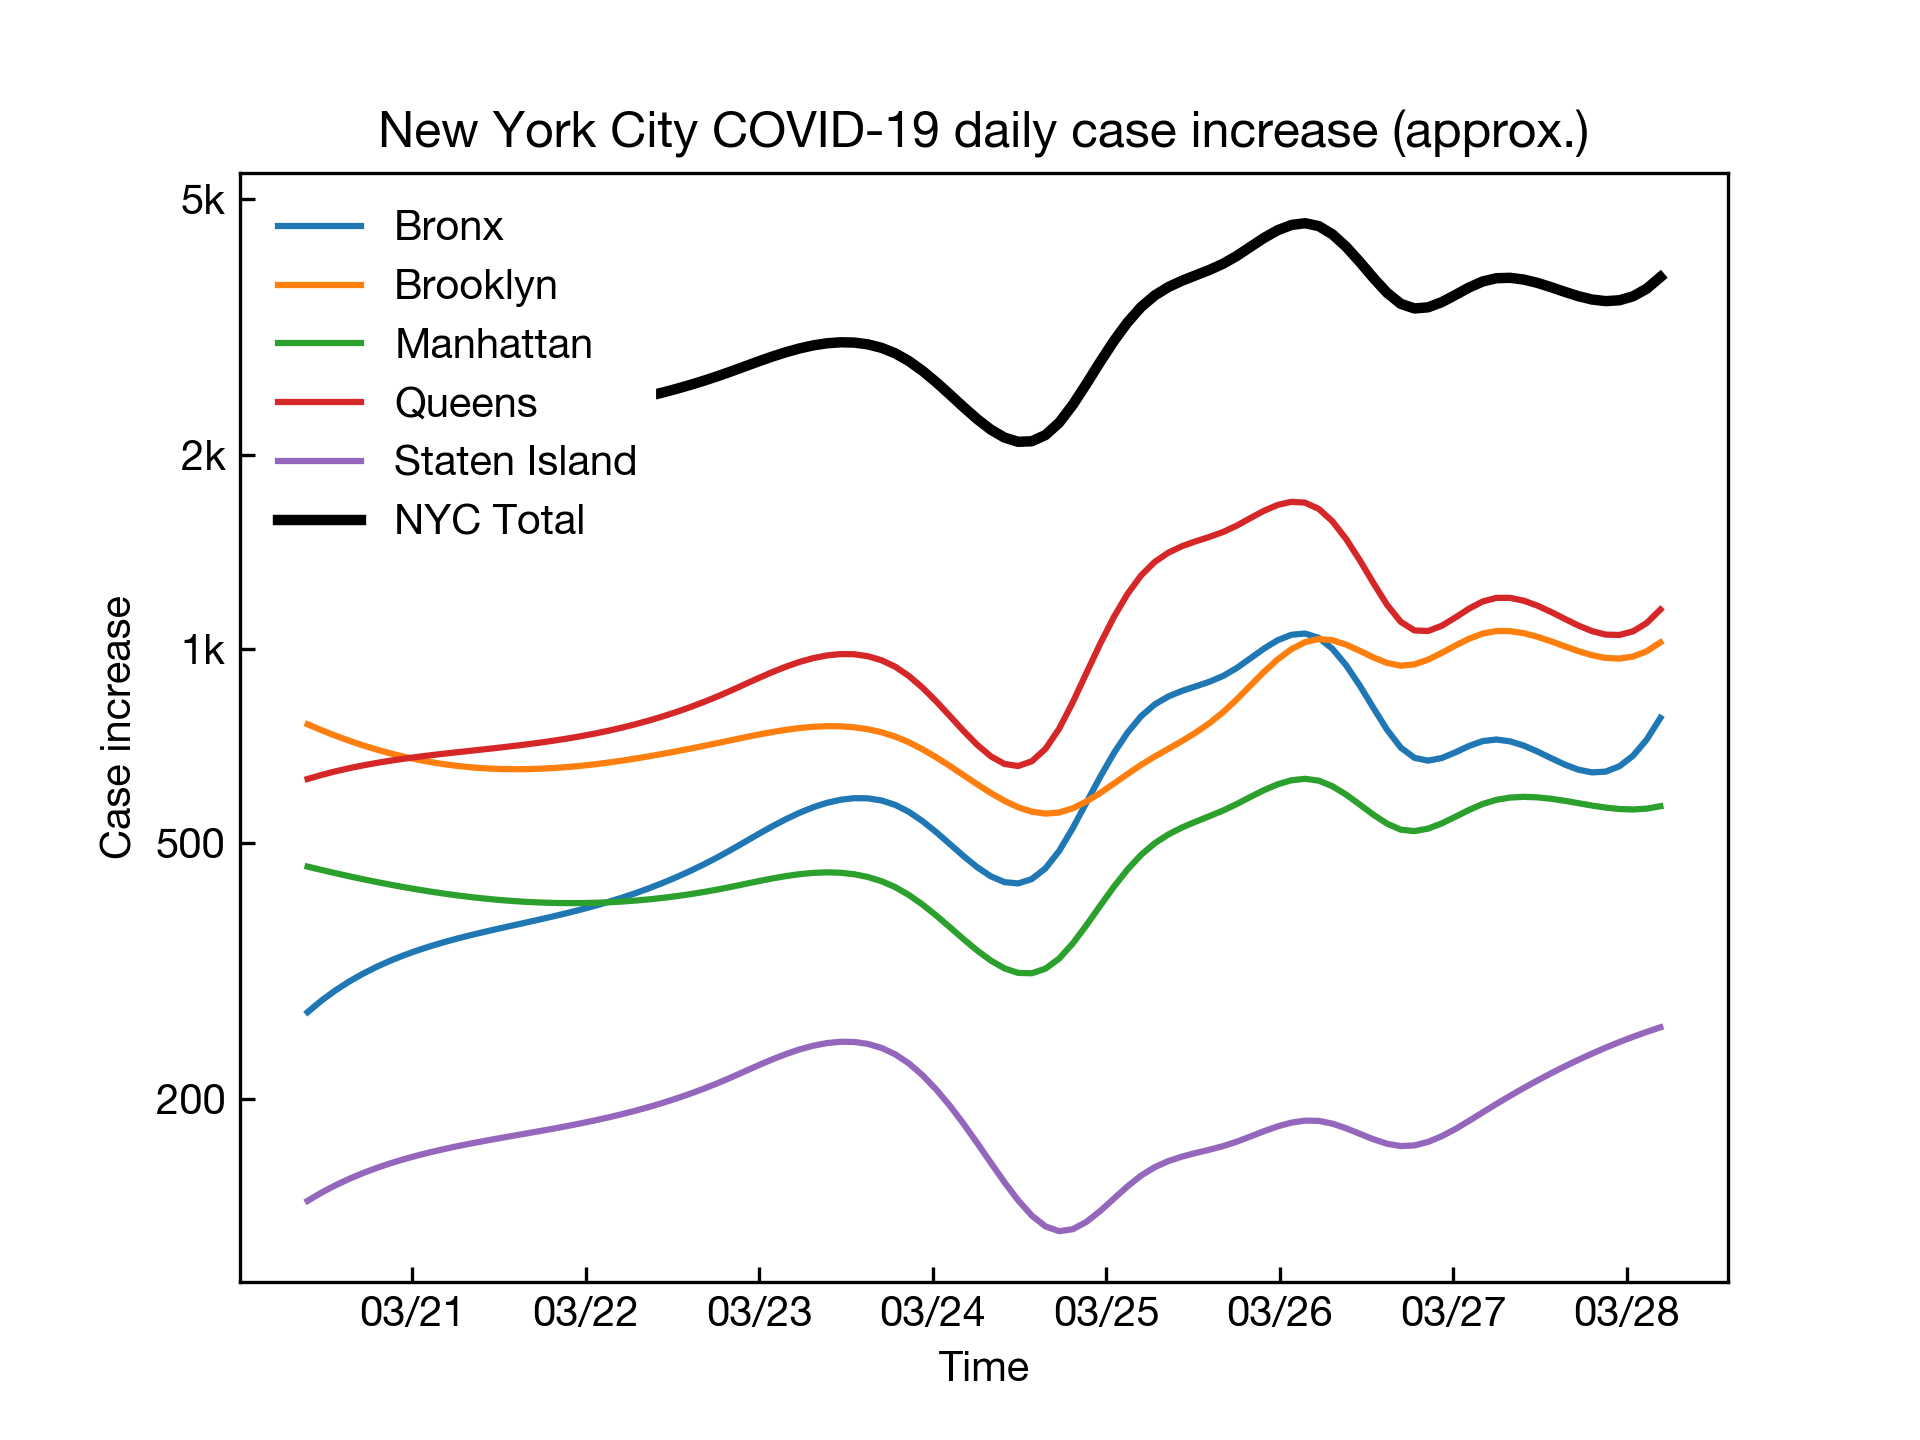 New York City COVID-19 daily case increase (approx.)
5k
2k
1k
500
200
Case increase
Bronx
Brooklyn
Manhattan
Queens
Staten Island
NYC Total
03/21 03/22 03/23 03/24 03/25 03/26 03/27 03/28
Time